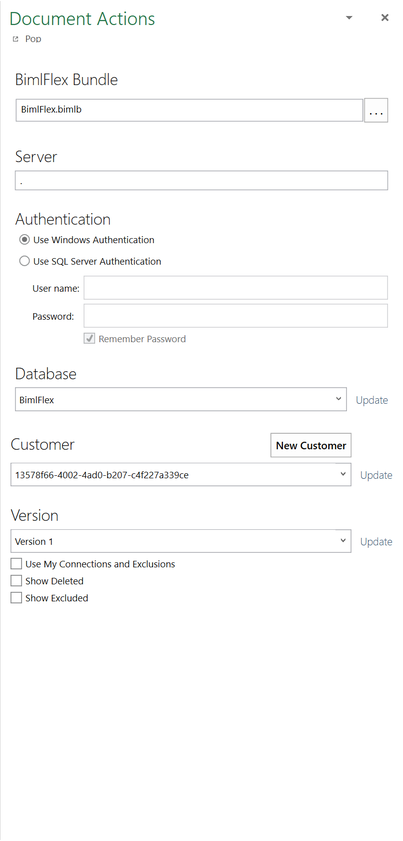 Document Actions
Pop
BimlFlex Bundle
BimlFlex.bimlb
...
Server
.
Authentication
Use Windows Authentication
Use SQL Server Authentication
User name:
Password:
Remember Password
Database
BimlFlex
Update
Customer
New Customer
13578f66-4002-4ad0-b207-c4f227a339ce
Update
Version
Version 1
Update
Use My Connections and Exclusions
Show Deleted
Show Excluded